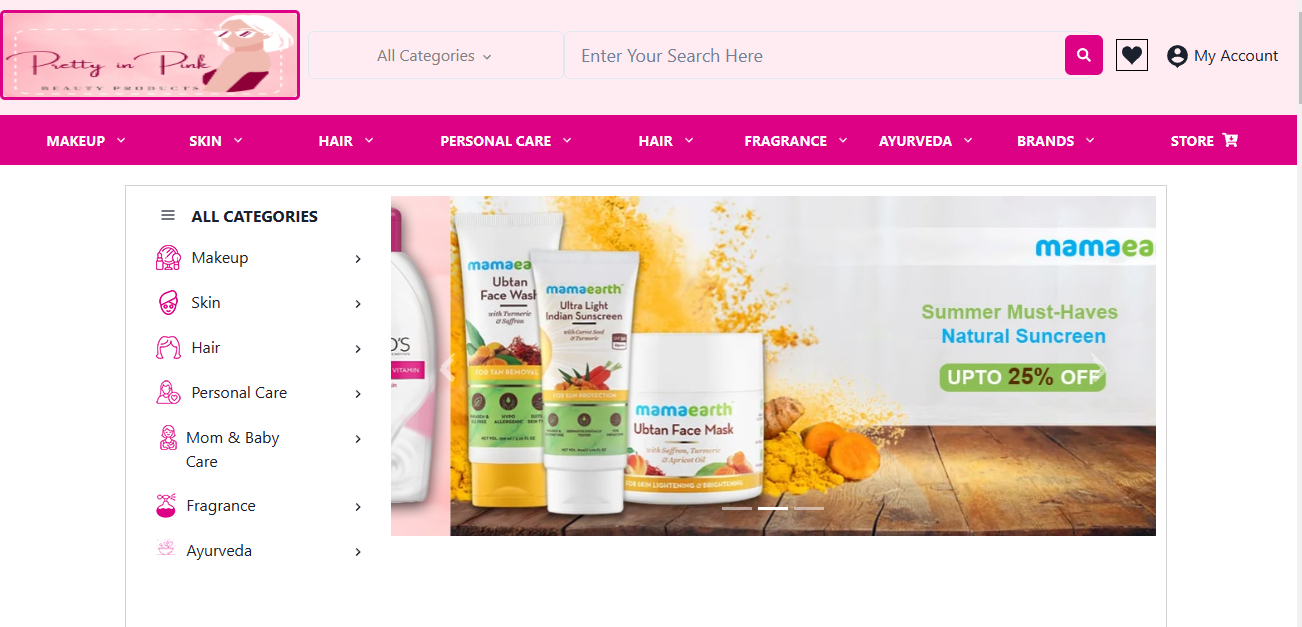 Pretty in Pink
BEAUTY PRODUCTS
All Categories
Enter Your Search Here
My Account
MAKEUP
SKIN
HAIR
PERSONAL CARE
HAIR
FRAGRANCE
AYURVEDA
BRANDS
STORE
ALL CATEGORIES
Makeup
Skin
Hair
Personal Care
Mom & Baby
Care
Fragrance
Ayurveda
D'S
VITAMIN
mamaea
Ubtan
Face Wash
with Turmeric
& Saffron
FOR TAN REMOVAL
mamaearth
Ultra Light
Indian Sunscreen
with Carrot Seed
& Turmeric
FOR SUN PROTECTION
mamaearth
Ubtan Face Mask
with Saffron, Turmeric
& Apricot Oil
FOR SKIN LIGHTENING & BRIGHTENING
mamaea
Summer Must-Haves
Natural Suncreen
UPTO 25% OFF